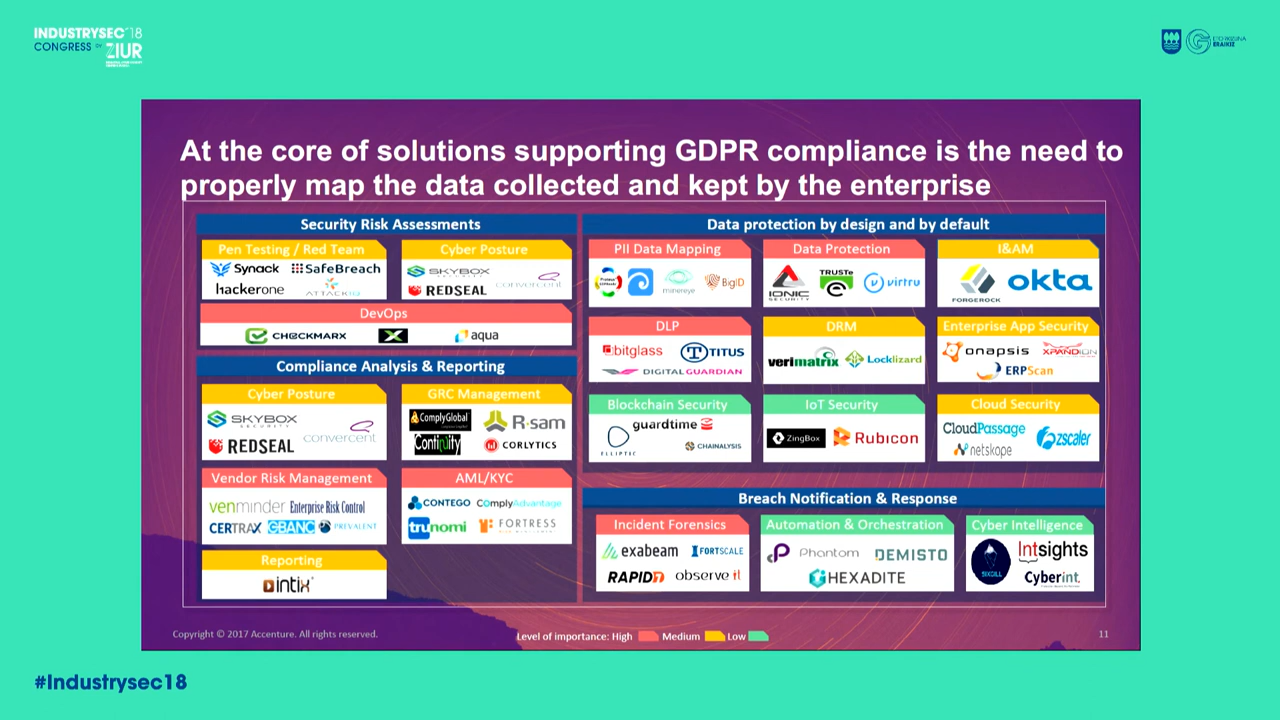 INDUSTRYSEC'18
CONGRESS BY ZIUR
At the core of solutions supporting GDPR compliance is the need to
properly map the data collected and kept by the enterprise
Security Risk Assessments
Pen Testing / Red Team
Synack SafeBreach
hackerone ATTACKIQ
Cyber Posture
SKYBOX SECURITY
REDSEAL convercent
DevOps
CHECKMARX X aqua
Compliance Analysis & Reporting
Cyber Posture
SKYBOX SECURITY
REDSEAL convercent
GRC Management
ComplyGlobal R-sam
Continuity CORLYTICS
Vendor Risk Management
venminder Enterprise Risk Control
CERTRAX GBANC PREVALENT
AML/KYC
CONTEGO ComplyAdvantage
trunomi FORTRESS
Reporting
intix
Data protection by design and by default
PII Data Mapping
minereye BigID
Data Protection
IONIC SECURITY TRUSTe virtru
I&AM
FORGEROCK okta
DLP
bitglass TITUS
DIGITAL GUARDIAN
DRM
verimatrix Locklizard
Enterprise App Security
onapsis XPANDION
ERPScan
Blockchain Security
guardtime
ELLIPTIC CHAINALYSIS
IoT Security
ZingBox Rubicon
Cloud Security
CloudPassage
netskope zscaler
Breach Notification & Response
Incident Forensics
exabeam FORTSCALE
RAPID7 observe it
Automation & Orchestration
Phantom DEMISTO
HEXADITE
Cyber Intelligence
SIXGILL Intsights
Cyberint.
Copyright © 2017 Accenture. All rights reserved.
Level of importance: High Medium Low
11
#Industrysec18